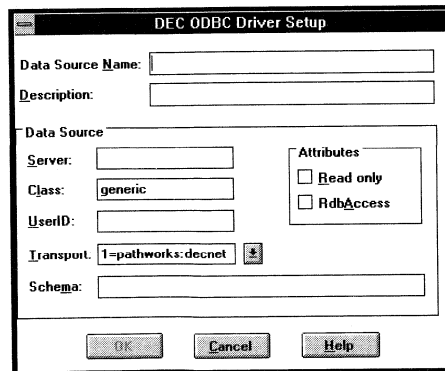 DEC ODBC Driver Setup
Data Source Name:
Description:
Data Source
Server:
Class: generic
UserID:
Transport. 1=pathworks:decnet
Schema:
Attributes
Read only
RdbAccess
OK Cancel Help